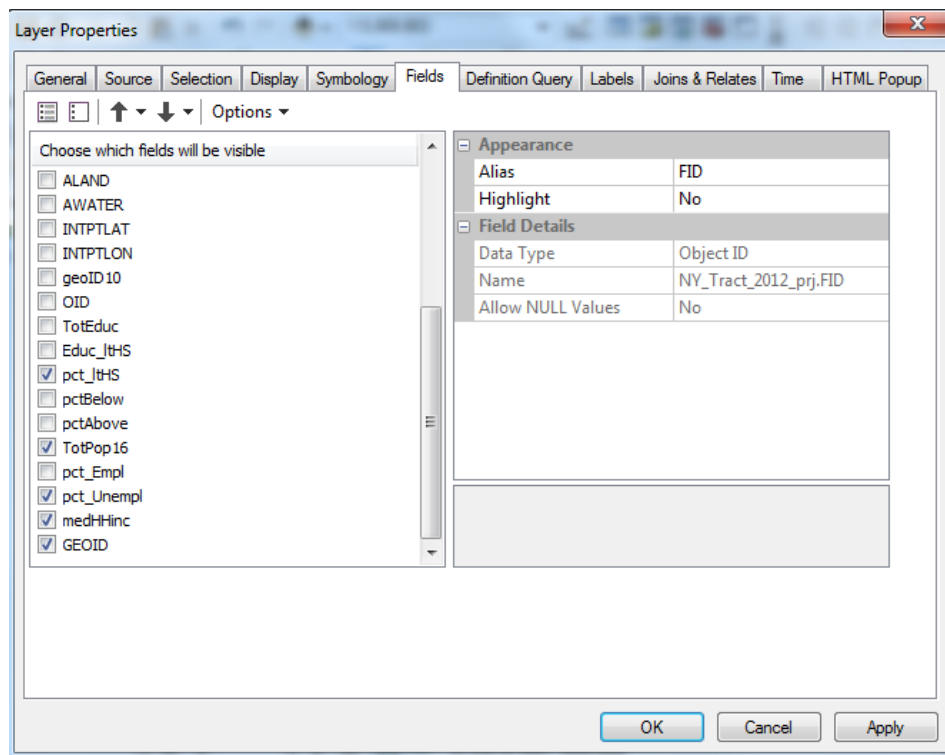 Layer Properties
General Source Selection Display Symbology Fields Definition Query Labels Joins & Relates Time HTML Popup
Options
Choose which fields will be visible
ALAND
AWATER
INTPTLAT
INTPTLON
geoID10
OID
TotEduc
Educ_ltHS
pct_ltHS
pctBelow
pctAbove
TotPop16
pct_Empl
pct_Unempl
medHHinc
GEOID
Appearance
Alias FID
Highlight No
Field Details
Data Type Object ID
Name NY_Tract_2012_prj.FID
Allow NULL Values No
OK Cancel Apply